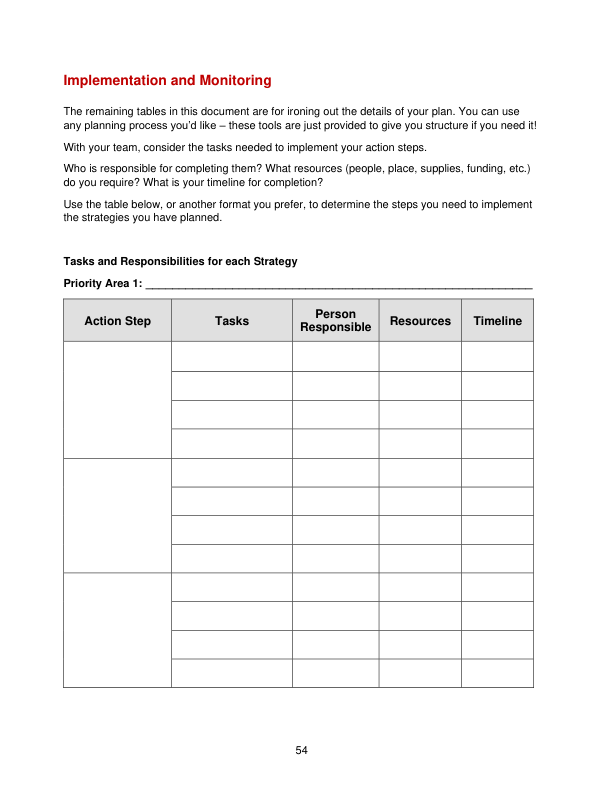 Implementation and Monitoring
The remaining tables in this document are for ironing out the details of your plan. You can use
any planning process you'd like – these tools are just provided to give you structure if you need it!
With your team, consider the tasks needed to implement your action steps.
Who is responsible for completing them? What resources (people, place, supplies, funding, etc.)
do you require? What is your timeline for completion?
Use the table below, or another format you prefer, to determine the steps you need to implement
the strategies you have planned.
Tasks and Responsibilities for each Strategy
Priority Area 1: ____________________________________________________________________
Action Step Tasks Person Responsible Resources Timeline
54